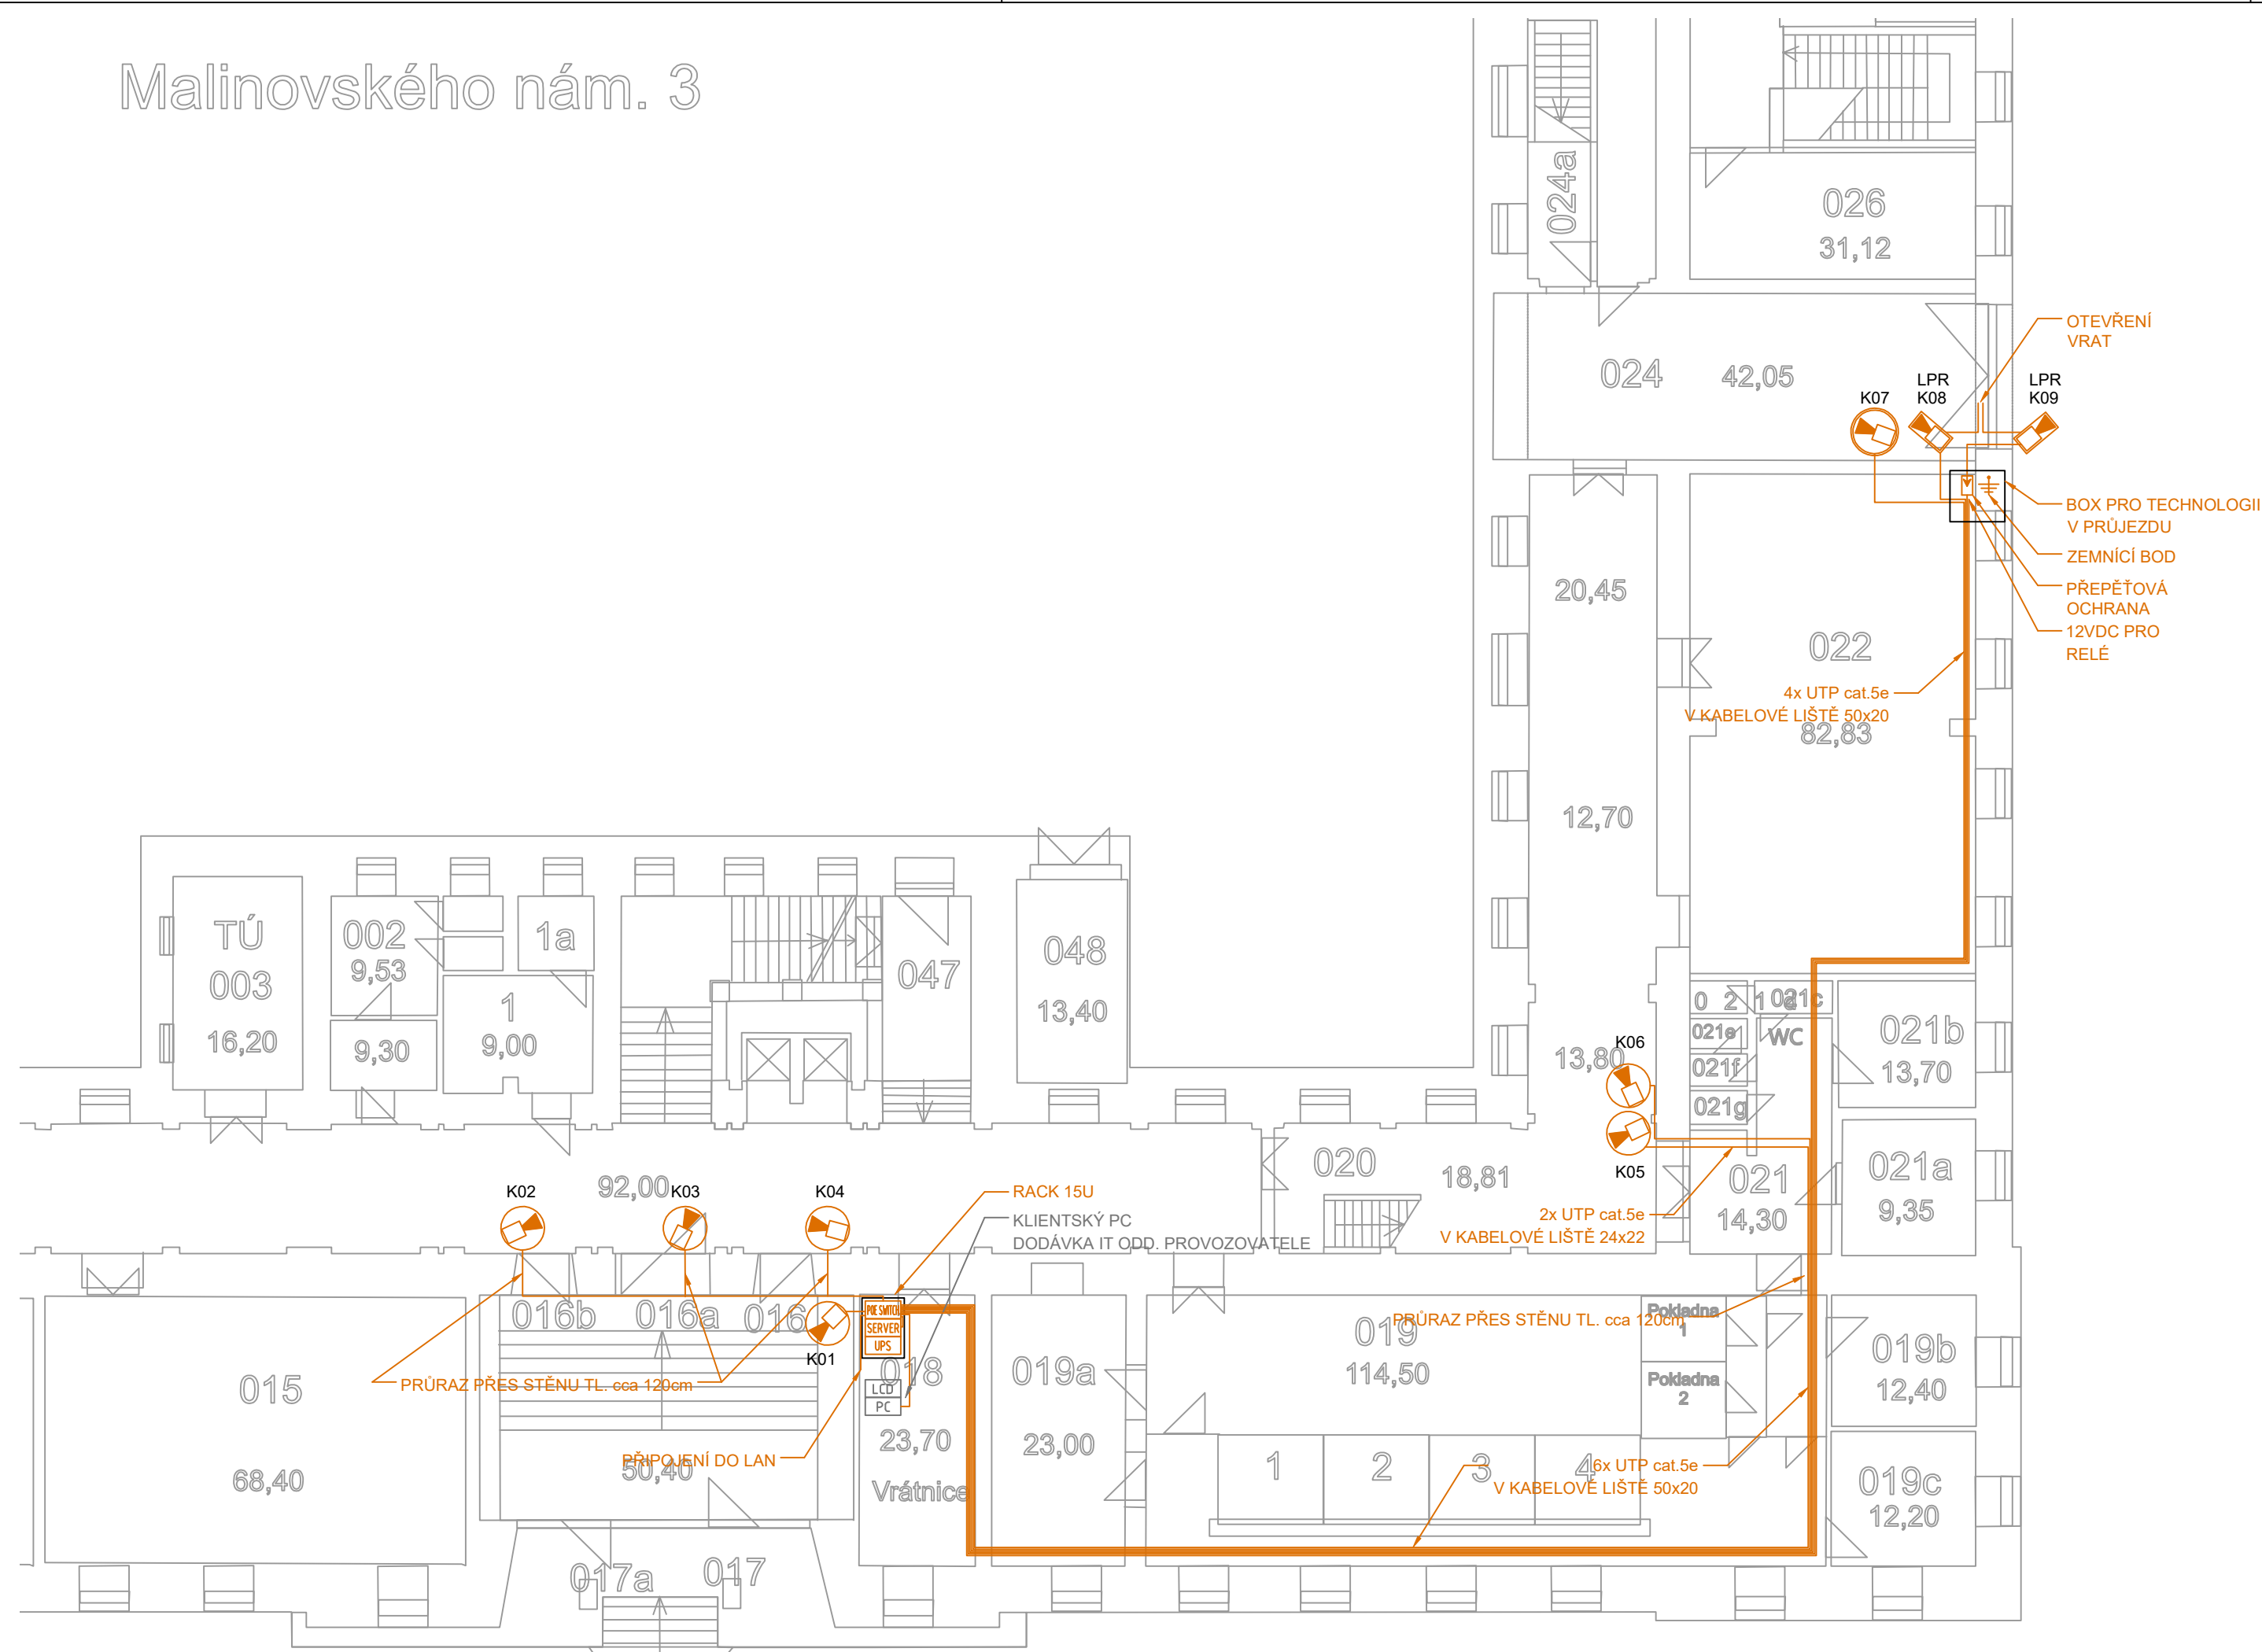 Malinovského nám. 3
024a
026
31,12
OTEVŘENÍ
VRAT
024
42,05
K07
LPR
K08
LPR
K09
BOX PRO TECHNOLOGII
V PRŮJEZDU
ZEMNÍCÍ BOD
PŘEPĚŤOVÁ
OCHRANA
12VDC PRO
RELÉ
20,45
022
4x UTP cat.5e
V KABELOVÉ LIŠTĚ 50x20
82,83
12,70
TÚ
003
16,20
002
9,53
9,30
1a
1
9,00
047
048
13,40
13,80
K06
K05
0 2 1 d
021c
021e
WC
021f
021g
021b
13,70
021a
9,35
021
14,30
020
18,81
2x UTP cat.5e
V KABELOVÉ LIŠTĚ 24x22
92,00
K02
K03
K04
RACK 15U
KLIENTSKÝ PC
DODÁVKA IT ODD. PROVOZOVATELE
016b
016a
016
K01
POE SWITCH
SERVER
UPS
018
LCD
PC
23,70
Vrátnice
PRŮRAZ PŘES STĚNU TL. cca 120cm
PŘIPOJENÍ DO LAN
50,40
015
68,40
017a
017
019a
23,00
019
114,50
PRŮRAZ PŘES STĚNU TL. cca 120cm
Pokladna
1
Pokladna
2
1
2
3
4
6x UTP cat.5e
V KABELOVÉ LIŠTĚ 50x20
019b
12,40
019c
12,20